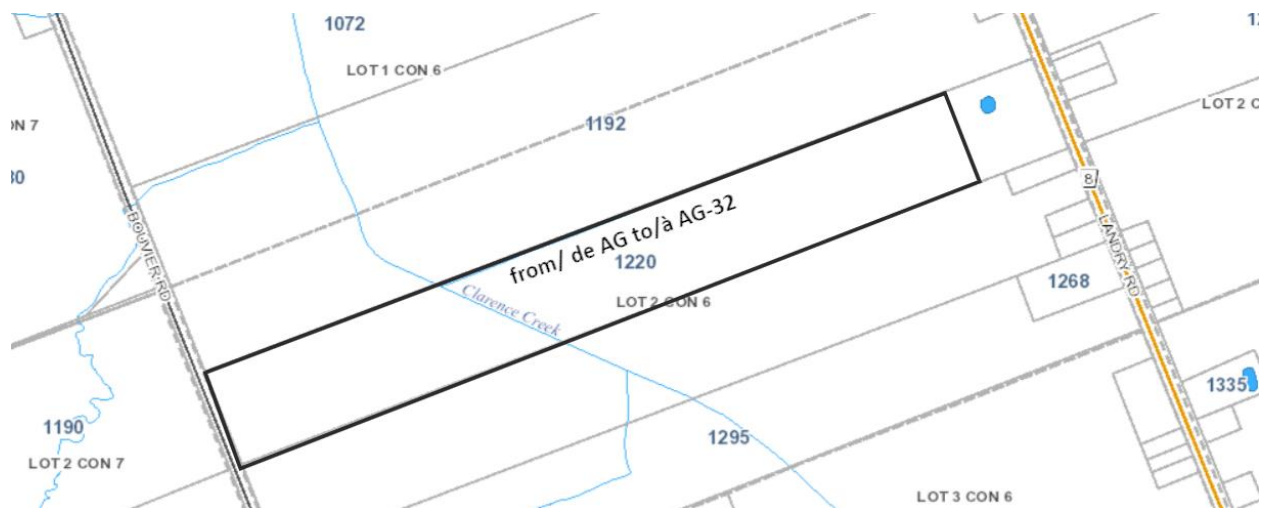 1072
LOT 1 CON 6
1192
LOT 2 C
ON 7
30
8
BOUVIER RD
from/ de AG to/à AG-32
1220
LANDRY RD
1268
Clarence Creek
LOT 2 CON 6
1335
1190
1295
LOT 2 CON 7
LOT 3 CON 6